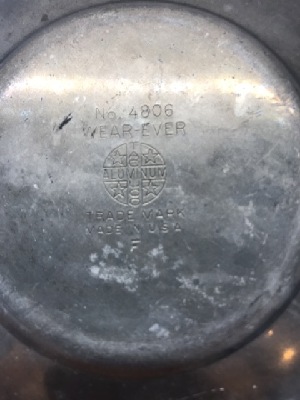 No. 4806
WEAR-EVER
ALUMINUM
TRADE MARK
MADE IN U.S.A.
F